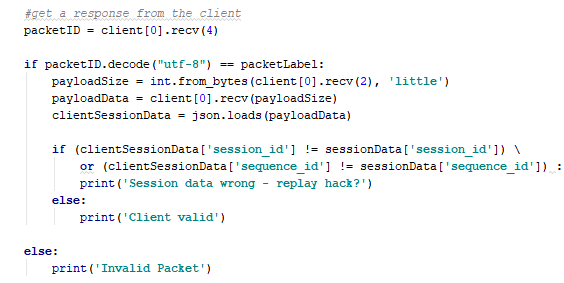 #get a response from the client
packetID = client[0].recv(4)
if packetID.decode("utf-8") == packetLabel:
payloadSize = int.from_bytes(client[0].recv(2), 'little')
payloadData = client[0].recv(payloadSize)
clientSessionData = json.loads(payloadData)
if (clientSessionData['session_id'] != sessionData['session_id']) \
or (clientSessionData['sequence_id'] != sessionData['sequence_id']) :
print('Session data wrong - replay hack?')
else:
print('Client valid')
else:
print('Invalid Packet')